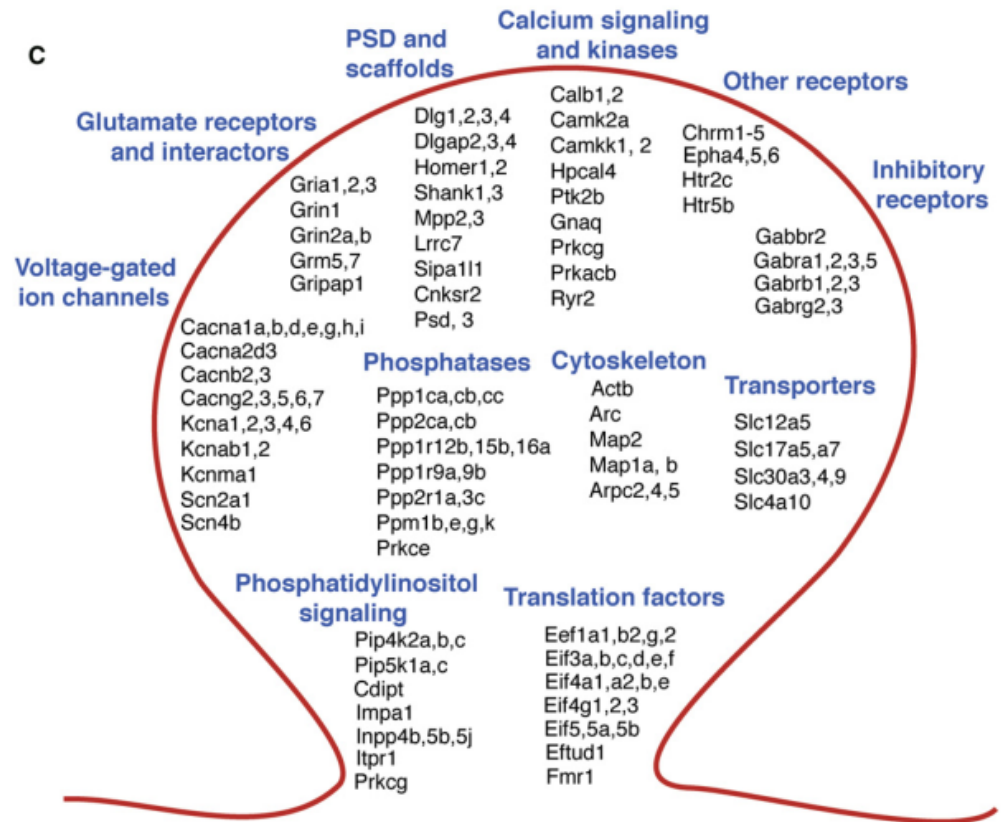 C
Calcium signaling
and kinases
PSD and
scaffolds
Other receptors
Glutamate receptors
and interactors
Inhibitory
receptors
Voltage-gated
ion channels
Calb1,2
Camk2a
Camkk1, 2
Hpcal4
Ptk2b
Gnaq
Prkcg
Prkacb
Ryr2
Dlg1,2,3,4
Dlgap2,3,4
Homer1,2
Shank1,3
Mpp2,3
Lrrc7
Sipa1l1
Cnksr2
Psd, 3
Chrm1-5
Epha4,5,6
Htr2c
Htr5b
Gria1,2,3
Grin1
Grin2a,b
Grm5,7
Gripap1
Gabbr2
Gabra1,2,3,5
Gabrb1,2,3
Gabrg2,3
Cacna1a,b,d,e,g,h,i
Cacna2d3
Cacnb2,3
Cacng2,3,5,6,7
Kcna1,2,3,4,6
Kcnab1,2
Kcnma1
Scn2a1
Scn4b
Phosphatases
Ppp1ca,cb,cc
Ppp2ca,cb
Ppp1r12b,15b,16a
Ppp1r9a,9b
Ppp2r1a,3c
Ppm1b,e,g,k
Prkce
Cytoskeleton
Actb
Arc
Map2
Map1a, b
Arpc2,4,5
Transporters
Slc12a5
Slc17a5,a7
Slc30a3,4,9
Slc4a10
Phosphatidylinositol
signaling
Pip4k2a,b,c
Pip5k1a,c
Cdipt
Impa1
Inpp4b,5b,5j
Itpr1
Prkcg
Translation factors
Eef1a1,b2,g,2
Eif3a,b,c,d,e,f
Eif4a1,a2,b,e
Eif4g1,2,3
Eif5,5a,5b
Eftud1
Fmr1